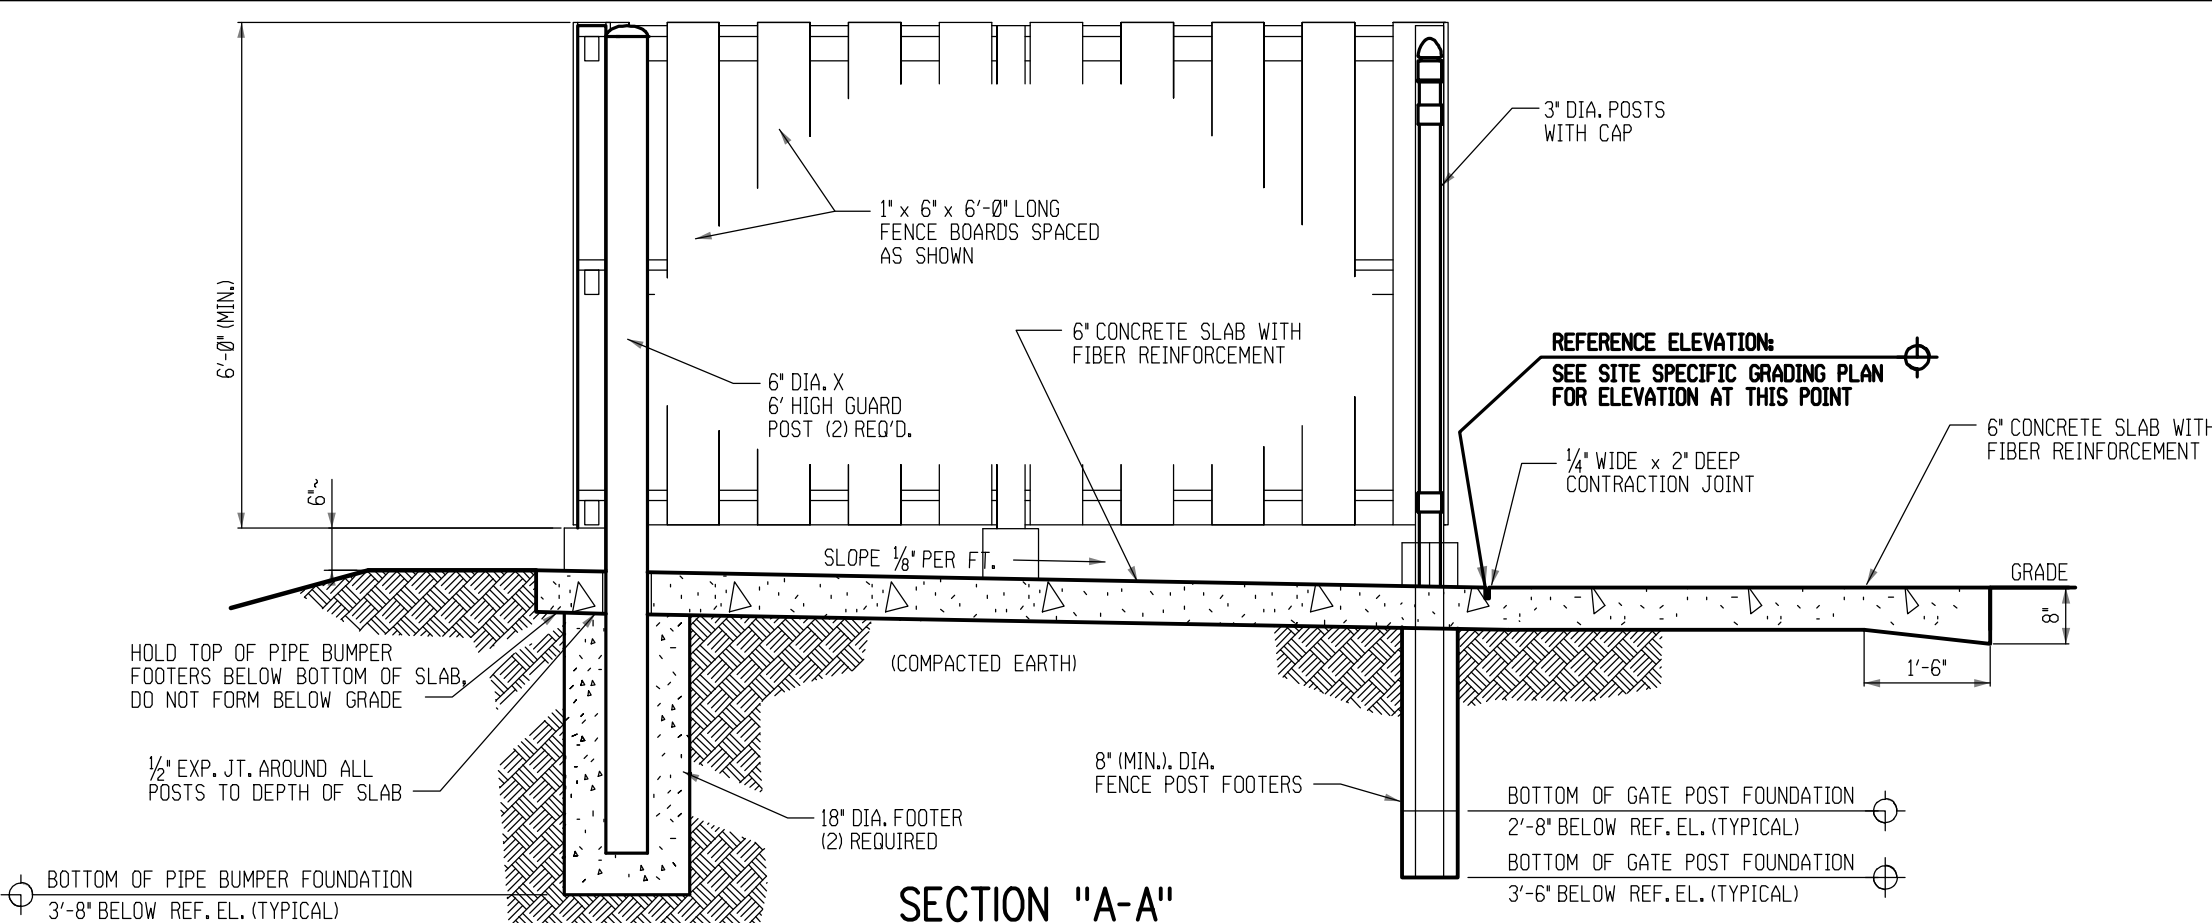 6'-0" (MIN.)
6"~
3" DIA. POSTS
WITH CAP
1" x 6" x 6'-0" LONG
FENCE BOARDS SPACED
AS SHOWN
6" CONCRETE SLAB WITH
FIBER REINFORCEMENT
6" DIA. X
6' HIGH GUARD
POST (2) REQ'D.
REFERENCE ELEVATION:
SEE SITE SPECIFIC GRADING PLAN
FOR ELEVATION AT THIS POINT
6" CONCRETE SLAB WITH
FIBER REINFORCEMENT
1/4" WIDE x 2" DEEP
CONTRACTION JOINT
SLOPE 1/8" PER FT.
GRADE
8"
1'-6"
HOLD TOP OF PIPE BUMPER
FOOTERS BELOW BOTTOM OF SLAB,
DO NOT FORM BELOW GRADE
(COMPACTED EARTH)
1/2" EXP. JT. AROUND ALL
POSTS TO DEPTH OF SLAB
8" (MIN.). DIA.
FENCE POST FOOTERS
18" DIA. FOOTER
(2) REQUIRED
BOTTOM OF GATE POST FOUNDATION
2'-8" BELOW REF. EL. (TYPICAL)
BOTTOM OF GATE POST FOUNDATION
3'-6" BELOW REF. EL. (TYPICAL)
BOTTOM OF PIPE BUMPER FOUNDATION
3'-8" BELOW REF. EL. (TYPICAL)
SECTION "A-A"